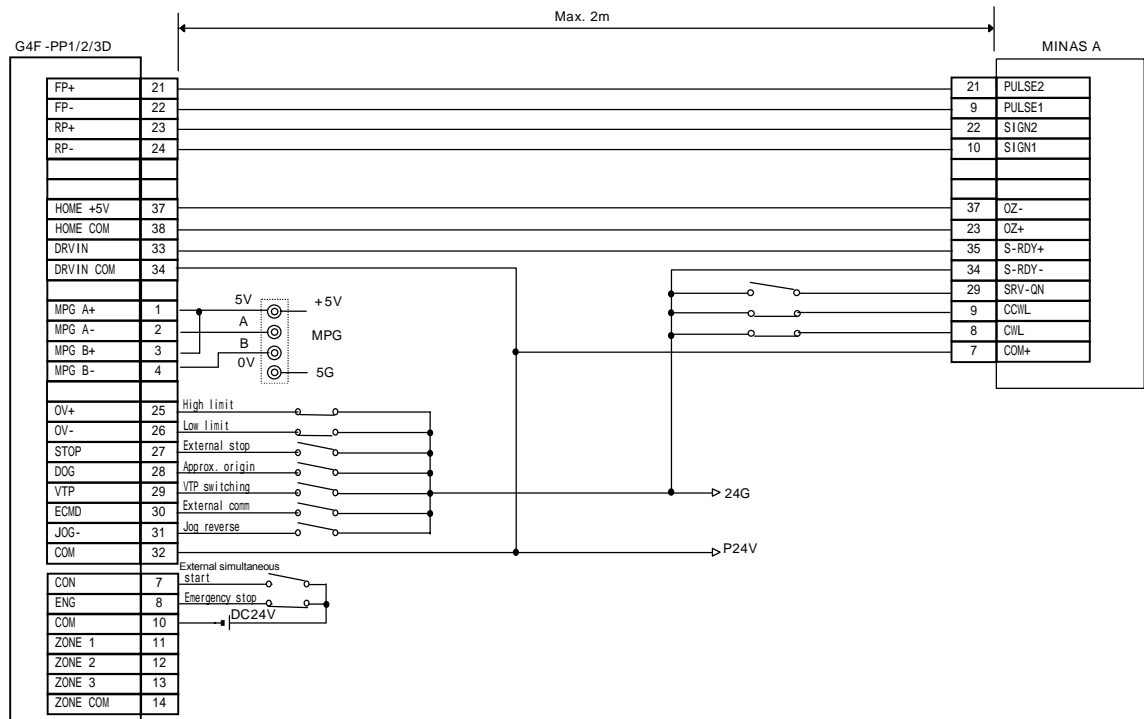 Max. 2m
G4F -PP1/2/3D
MINAS A
FP+ 21
FP- 22
RP+ 23
RP- 24
HOME +5V 37
HOME COM 38
DRVIN 33
DRVIN COM 34
MPG A+ 1
MPG A- 2
MPG B+ 3
MPG B- 4
OV+ 25
OV- 26
STOP 27
DOG 28
VTP 29
ECMD 30
JOG- 31
COM 32
CON 7
ENG 8
COM 10
ZONE 1 11
ZONE 2 12
ZONE 3 13
ZONE COM 14
5V
+5V
A
MPG
B
0V
5G
High limit
Low limit
External stop
Approx. origin
VTP switching
External comm
Jog reverse
External simultaneous
start
Emergency stop
DC24V
24G
P24V
21 PULSE2
9 PULSE1
22 SIGN2
10 SIGN1
37 OZ-
23 OZ+
35 S-RDY+
34 S-RDY-
29 SRV-QN
9 CCWL
8 CWL
7 COM+